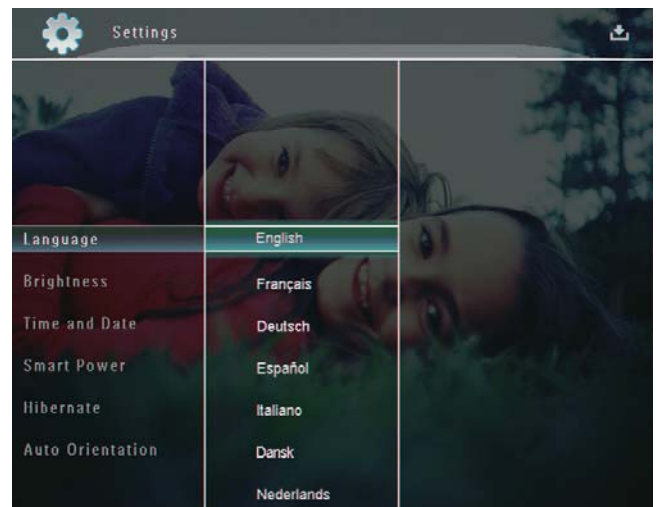 Settings
Language
Brightness
Time and Date
Smart Power
Hibernate
Auto Orientation
English
Français
Deutsch
Español
Italiano
Dansk
Nederlands